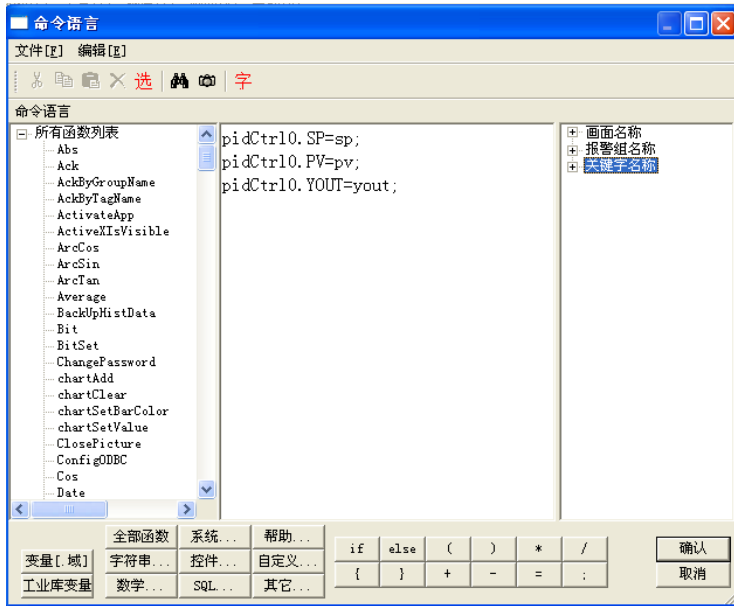 命令语言
文件[F] 编辑[E]
选 字
命令语言
所有函数列表
Abs
Ack
AckByGroupName
AckByTagName
ActivateApp
ActiveXIsVisible
ArcCos
ArcSin
ArcTan
Average
BackUpHistData
Bit
BitSet
ChangePassword
chartAdd
chartClear
chartSetBarColor
chartSetValue
ClosePicture
ConfigODBC
Cos
Date
pidCtrl0.SP=sp;
pidCtrl0.PV=pv;
pidCtrl0.YOUT=yout;
画面名称
报警组名称
关键字名称
全部函数 系统... 帮助...
变量[.域] 字符串... 控件... 自定义...
工业库变量 数学... SQL... 其它...
if else ( ) * /
{ } + - = ;
确认
取消